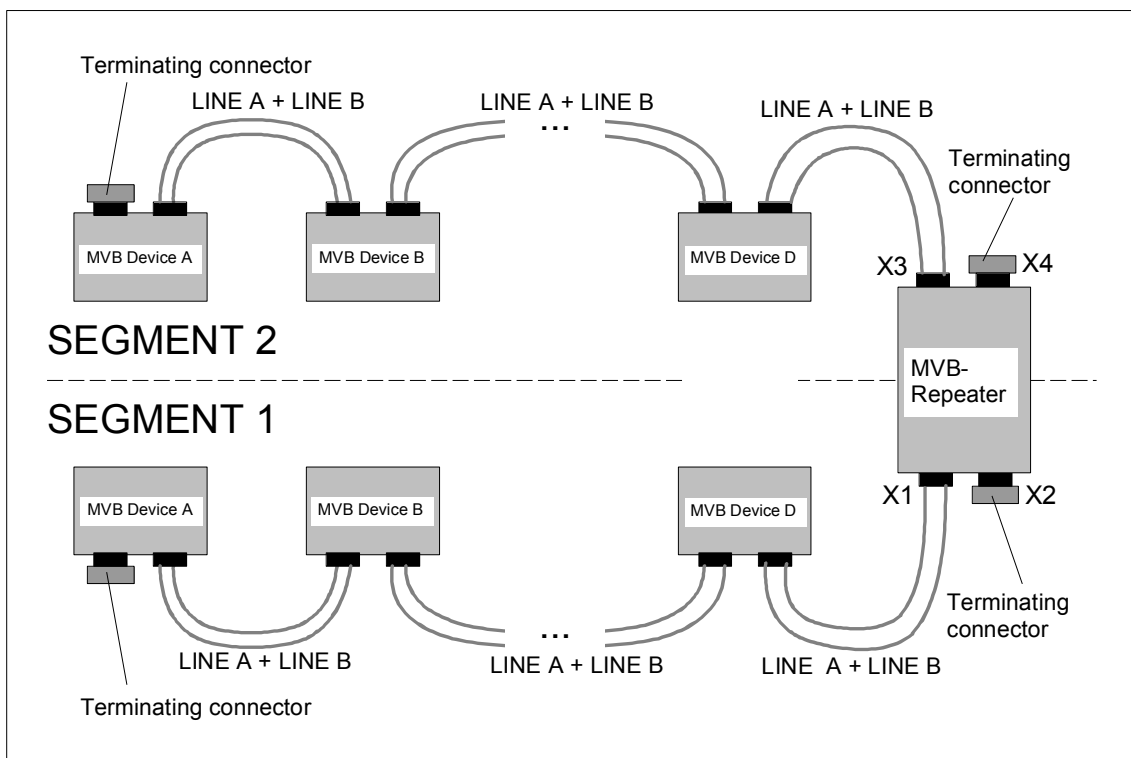 Terminating connector
LINE A + LINE B
LINE A + LINE B
...
LINE A + LINE B
Terminating
connector
MVB Device A
MVB Device B
MVB Device D
X3
X4
SEGMENT 2
MVB-
Repeater
SEGMENT 1
MVB Device A
MVB Device B
MVB Device D
X1
X2
Terminating
connector
...
LINE A + LINE B
LINE A + LINE B
LINE A + LINE B
Terminating connector